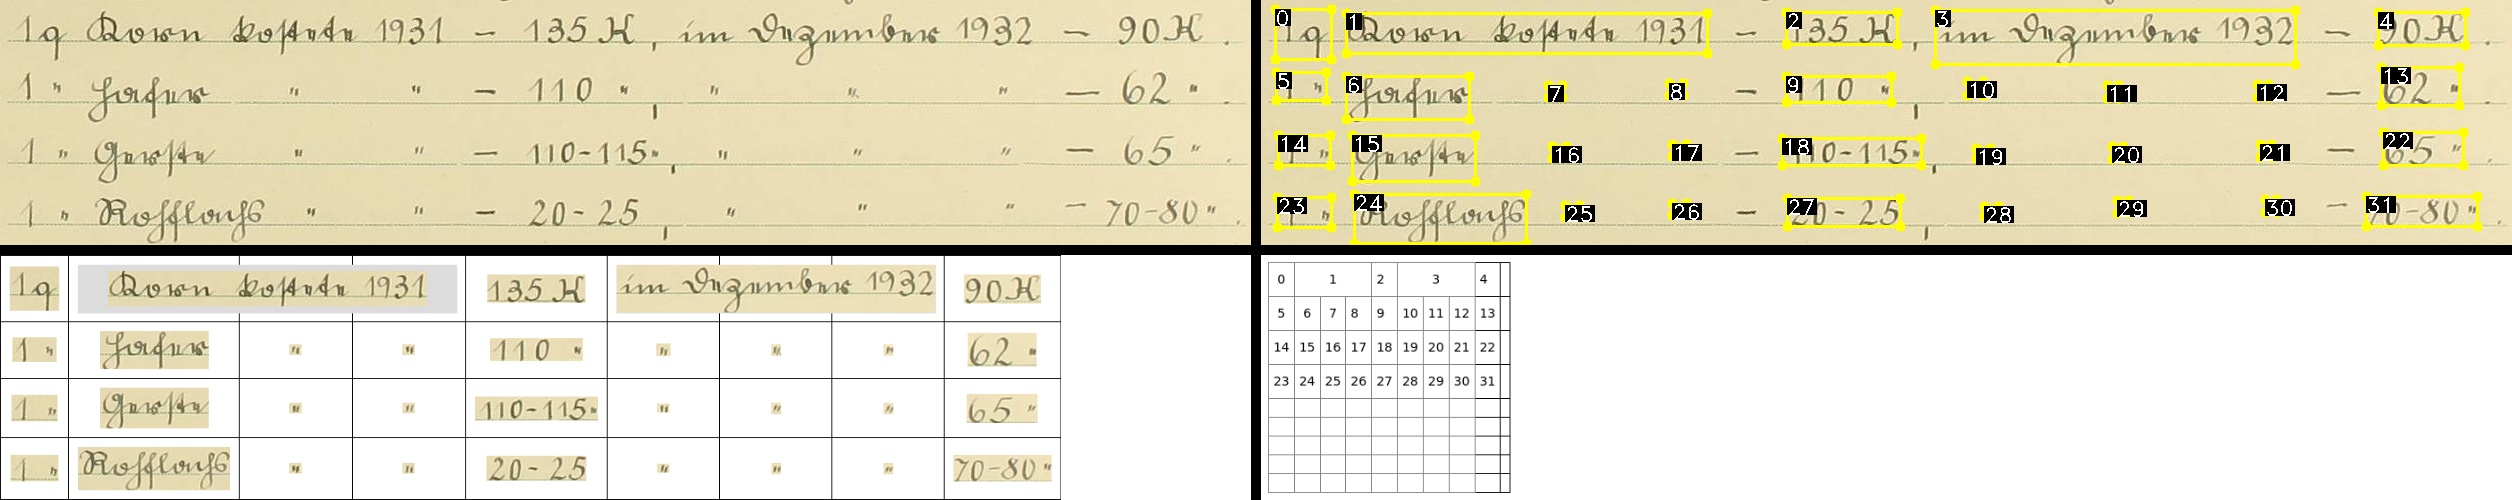 1q Korn kostete 1931 - 135 K, im Dezember 1932 - 90 K.
1 " Hafer " " - 110 ", " " " - 62 ".
1 " Gerste " " - 110-115 ", " " " - 65 ".
1 " Rohflachs " " - 20-25, " " " - 70-80 ".
0 1q 1 Korn kostete 1931 - 2 135 K, 3 im Dezember 1932 - 4 90 K.
5 1 " 6 Hafer 7 8 - 9 110 ", 10 11 12 - 13 62 ".
14 1 " 15 Gerste 16 17 - 18 110-115 ", 19 20 21 - 22 65 ".
23 1 " 24 Rohflachs 25 26 - 27 20-25, 28 29 30 - 31 70-80 ".
1q Korn kostete 1931 135 K im Dezember 1932 90 K
1 " Hafer " " 110 " " " " 62 "
1 " Gerste " " 110-115 " " " " 65 "
1 " Rohflachs " " 20-25 " " " 70-80 "
0 1 2 3 4
5 6 7 8 9 10 11 12 13
14 15 16 17 18 19 20 21 22
23 24 25 26 27 28 29 30 31